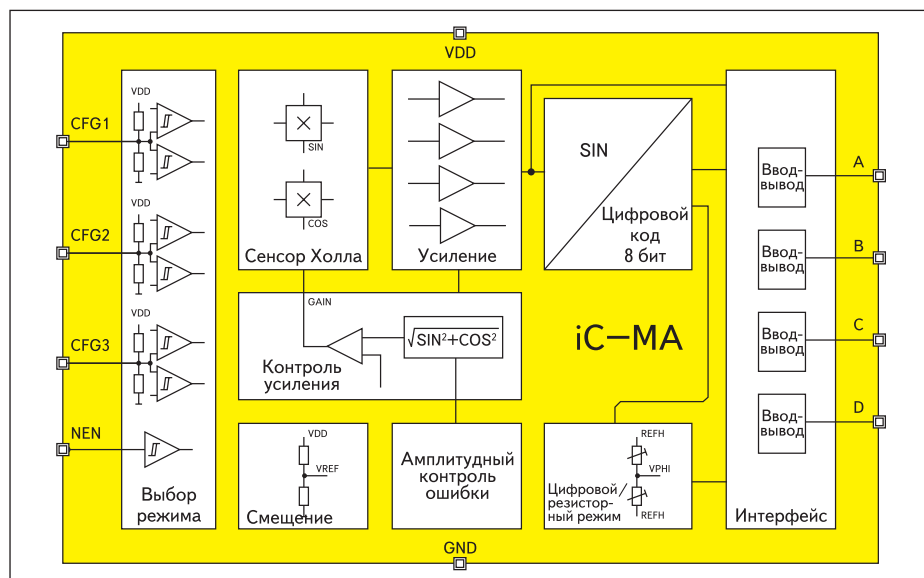 VDD
CFG1
VDD
CFG2
VDD
CFG3
VDD
NEN
Выбор
режима
SIN
COS
Сенсор Холла
Усиление
SIN
Цифровой
код
8 бит
GAIN
√SIN²+COS²
Контроль
усиления
iC–MA
VDD
VREF
Смещение
Амплитудный
контроль
ошибки
REFH
VPHI
REFH
Цифровой/
резистор-
ный режим
Ввод-
вывод
A
Ввод-
вывод
B
Ввод-
вывод
C
Ввод-
вывод
D
Интерфейс
GND